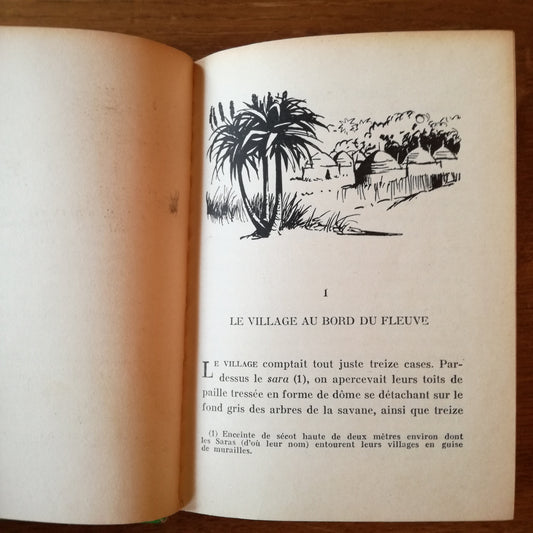 1
LE VILLAGE AU BORD DU FLEUVE
LE VILLAGE comptait tout juste treize cases. Par-
dessus le sara (1), on apercevait leurs toits de
paille tressée en forme de dôme se détachant sur le
fond gris des arbres de la savane, ainsi que treize
(1) Enceinte de sécot haute de deux mètres environ dont
les Saras (d'où leur nom) entourent leurs villages en guise
de murailles.